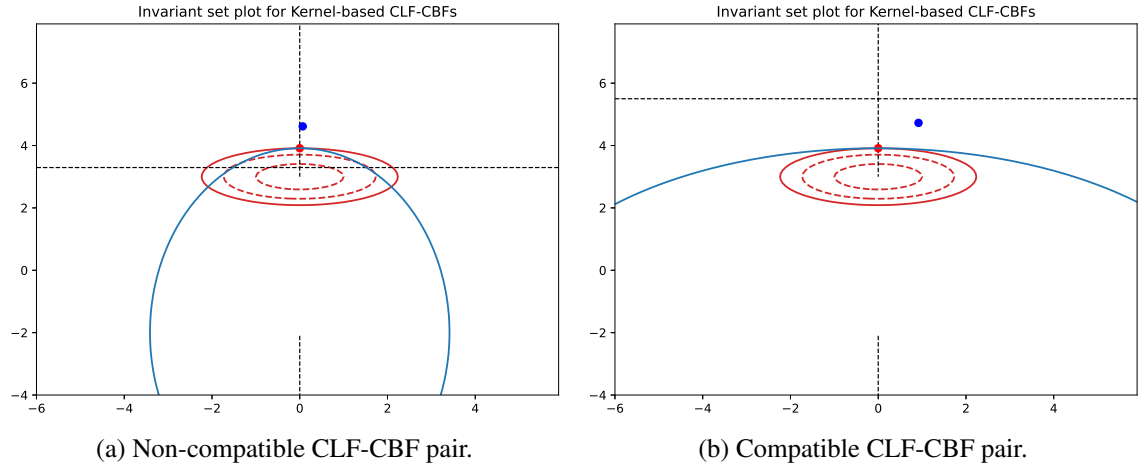 Invariant set plot for Kernel-based CLF-CBFs
6
4
2
0
−2
−4
−6 −4 −2 0 2 4
(a) Non-compatible CLF-CBF pair.
Invariant set plot for Kernel-based CLF-CBFs
6
4
2
0
−2
−4
−6 −4 −2 0 2 4
(b) Compatible CLF-CBF pair.